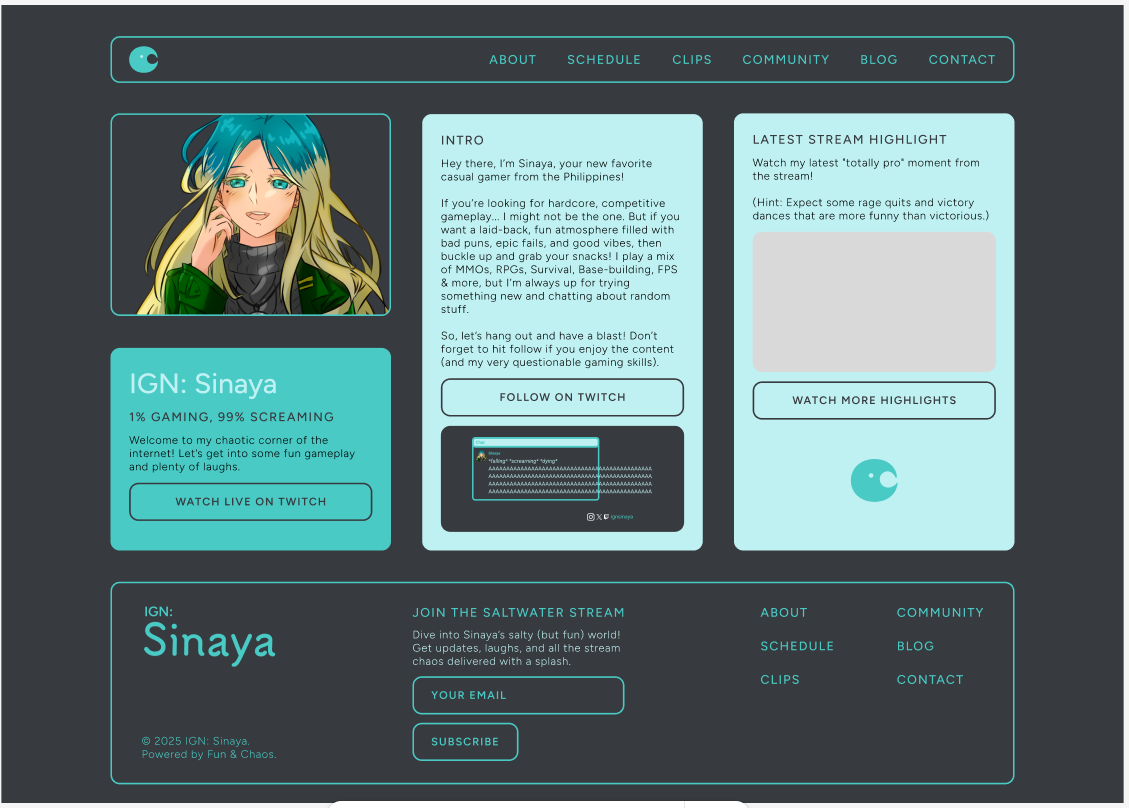 ABOUT SCHEDULE CLIPS COMMUNITY BLOG CONTACT
IGN: Sinaya
1% GAMING, 99% SCREAMING
Welcome to my chaotic corner of the
internet! Let's get into some fun gameplay
and plenty of laughs.
WATCH LIVE ON TWITCH
INTRO
Hey there, I'm Sinaya, your new favorite
casual gamer from the Philippines!
If you're looking for hardcore, competitive
gameplay... I might not be the one. But if you
want a laid-back, fun atmosphere filled with
bad puns, epic fails, and good vibes, then
buckle up and grab your snacks! I play a mix
of MMOs, RPGs, Survival, Base-building, FPS
& more, but I'm always up for trying
something new and chatting about random
stuff.
So, let's hang out and have a blast! Don't
forget to hit follow if you enjoy the content
(and my very questionable gaming skills).
FOLLOW ON TWITCH
Sinaya
*falling* *screaming* *dying*
ignsinaya
LATEST STREAM HIGHLIGHT
Watch my latest "totally pro" moment from
the stream!
(Hint: Expect some rage quits and victory
dances that are more funny than victorious.)
WATCH MORE HIGHLIGHTS
IGN:
Sinaya
© 2025 IGN: Sinaya.
Powered by Fun & Chaos.
JOIN THE SALTWATER STREAM
Dive into Sinaya's salty (but fun) world!
Get updates, laughs, and all the stream
chaos delivered with a splash.
YOUR EMAIL
SUBSCRIBE
ABOUT COMMUNITY
SCHEDULE BLOG
CLIPS CONTACT